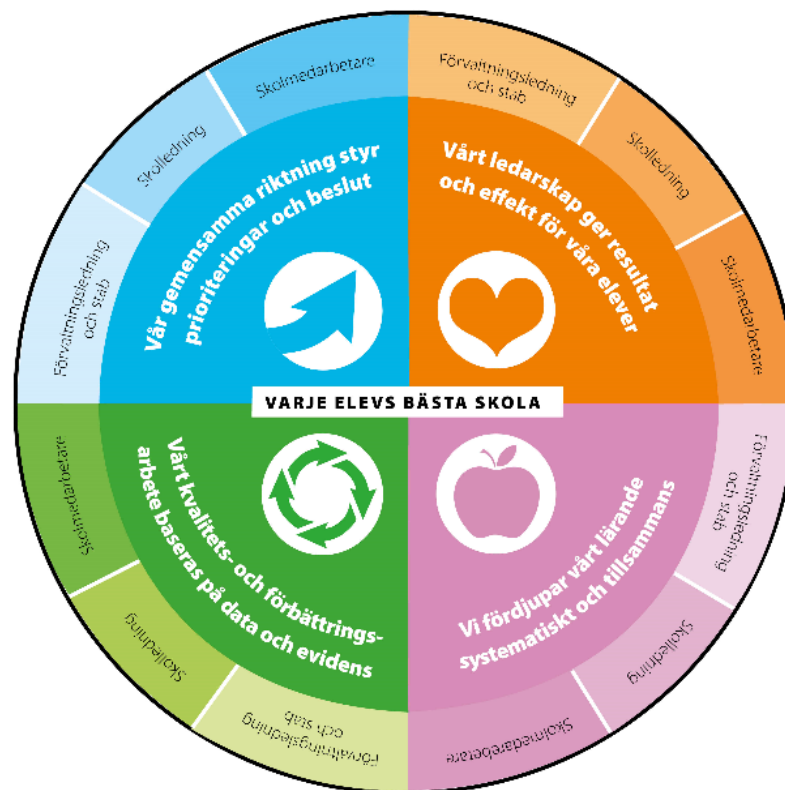 Skolmedarbetare
Skolledning
Förvaltningsledning
och stab
Vår gemensamma riktning styr
prioriteringar och beslut
Förvaltningsledning
och stab
Skolledning
Skolmedarbetare
Vårt ledarskap ger resultat
och effekt för våra elever
VARJE ELEVS BÄSTA SKOLA
Skolmedarbetare
Skolledning
Förvaltningsledning
och stab
Vårt kvalitets- och förbättrings-
arbete baseras på data och evidens
Förvaltningsledning
och stab
Skolledning
Skolmedarebetare
Vi fördjupar vårt lärande
systematiskt och tillsammans